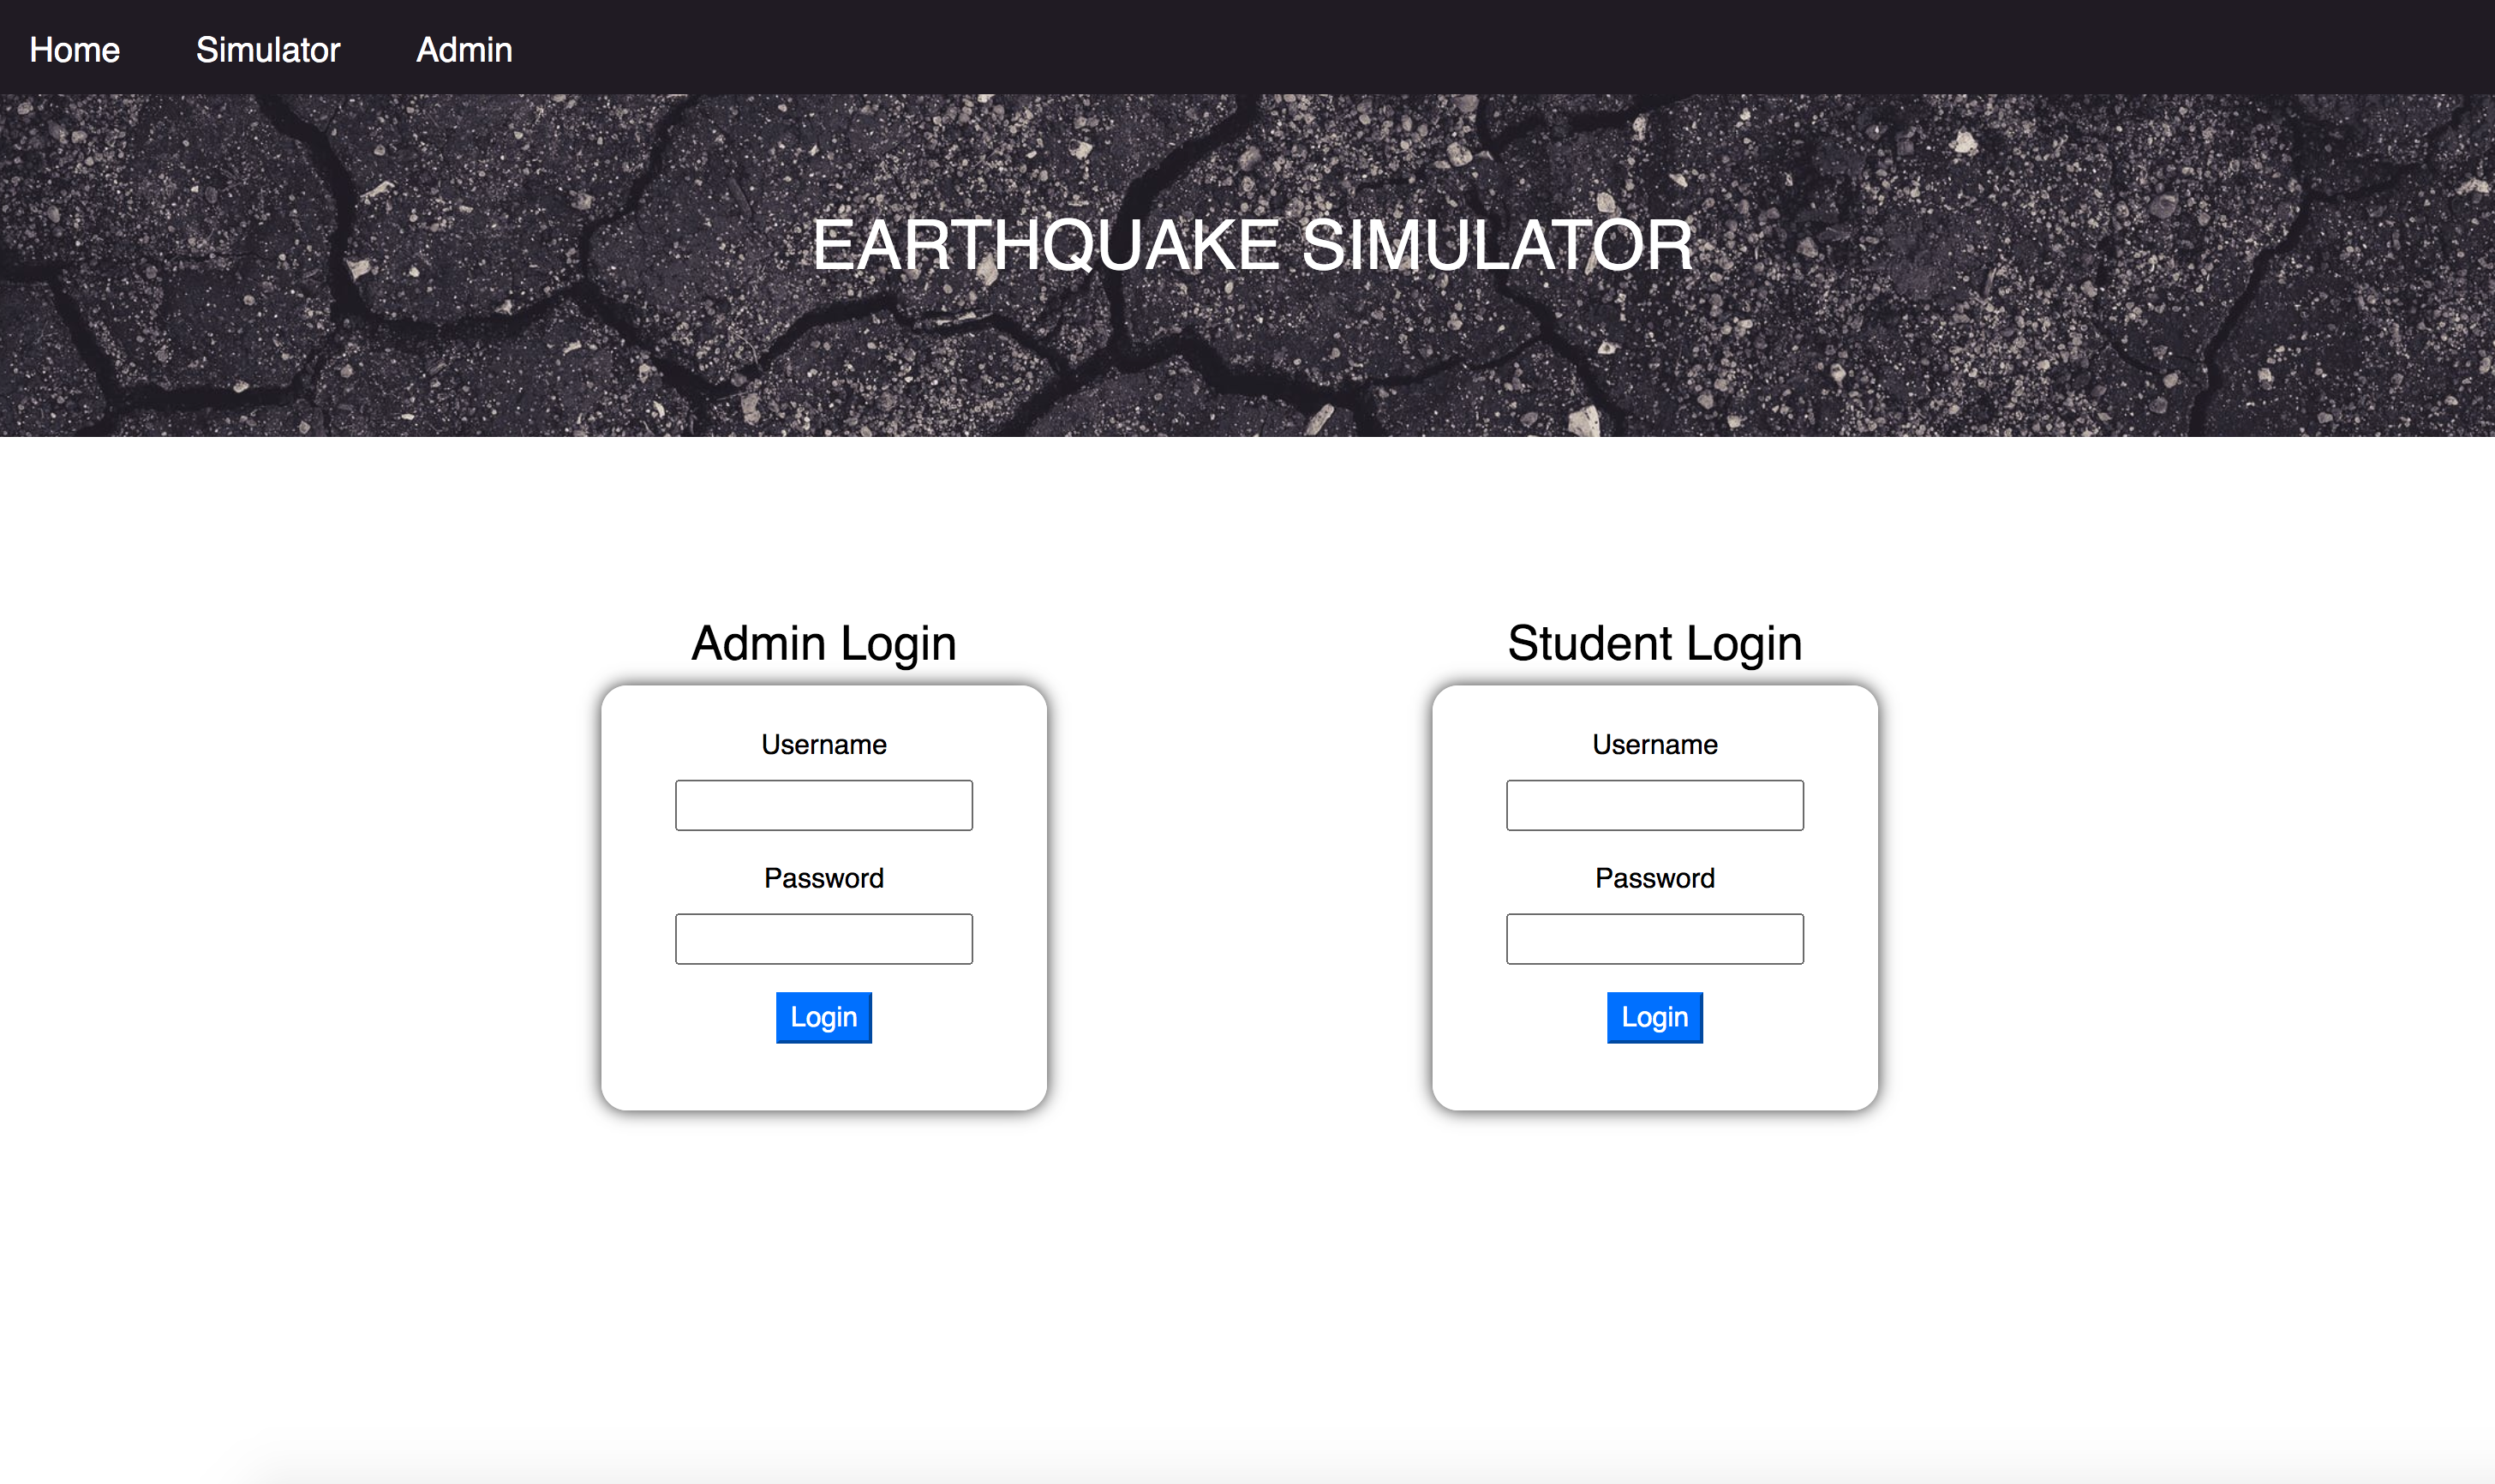 Home Simulator Admin
EARTHQUAKE SIMULATOR
Admin Login
Username
Password
Login
Student Login
Username
Password
Login